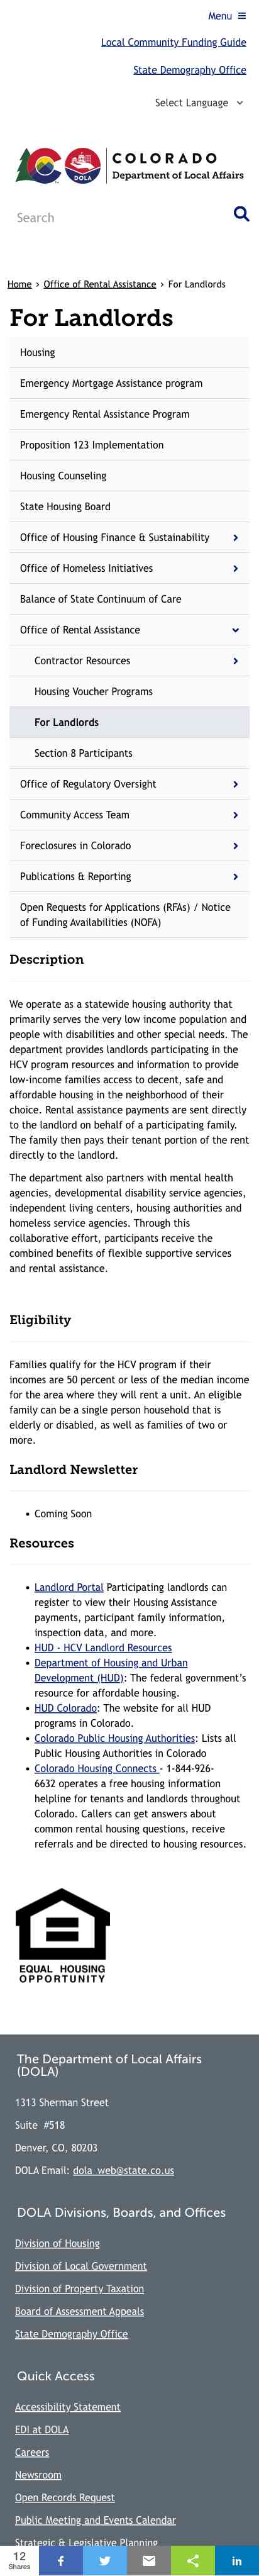 Menu
Local Community Funding Guide
State Demography Office
Select Language
COLORADO
Department of Local Affairs
CO
DOLA
Search
Home › Office of Rental Assistance › For Landlords
For Landlords
Housing
Emergency Mortgage Assistance program
Emergency Rental Assistance Program
Proposition 123 Implementation
Housing Counseling
State Housing Board
Office of Housing Finance & Sustainability
Office of Homeless Initiatives
Balance of State Continuum of Care
Office of Rental Assistance
Contractor Resources
Housing Voucher Programs
For Landlords
Section 8 Participants
Office of Regulatory Oversight
Community Access Team
Foreclosures in Colorado
Publications & Reporting
Open Requests for Applications (RFAs) / Notice
of Funding Availabilities (NOFA)
Description
We operate as a statewide housing authority that
primarily serves the very low income population and
people with disabilities and other special needs. The
department provides landlords participating in the
HCV program resources and information to provide
low-income families access to decent, safe and
affordable housing in the neighborhood of their
choice. Rental assistance payments are sent directly
to the landlord on behalf of a participating family.
The family then pays their tenant portion of the rent
directly to the landlord.
The department also partners with mental health
agencies, developmental disability service agencies,
independent living centers, housing authorities and
homeless service agencies. Through this
collaborative effort, participants receive the
combined benefits of flexible supportive services
and rental assistance.
Eligibility
Families qualify for the HCV program if their
incomes are 50 percent or less of the median income
for the area where they will rent a unit. An eligible
family can be a single person household that is
elderly or disabled, as well as families of two or
more.
Landlord Newsletter
• Coming Soon
Resources
• Landlord Portal Participating landlords can
register to view their Housing Assistance
payments, participant family information,
inspection data, and more.
• HUD - HCV Landlord Resources
• Department of Housing and Urban
Development (HUD): The federal government's
resource for affordable housing.
• HUD Colorado: The website for all HUD
programs in Colorado.
• Colorado Public Housing Authorities: Lists all
Public Housing Authorities in Colorado
• Colorado Housing Connects - 1-844-926-
6632 operates a free housing information
helpline for tenants and landlords throughout
Colorado. Callers can get answers about
common rental housing questions, receive
referrals and be directed to housing resources.
EQUAL HOUSING
OPPORTUNITY
The Department of Local Affairs
(DOLA)
1313 Sherman Street
Suite #518
Denver, CO, 80203
DOLA Email: dola_web@state.co.us
DOLA Divisions, Boards, and Offices
Division of Housing
Division of Local Government
Division of Property Taxation
Board of Assessment Appeals
State Demography Office
Quick Access
Accessibility Statement
EDI at DOLA
Careers
Newsroom
Open Records Request
Public Meeting and Events Calendar
Strategic & Legislative Planning
12
Shares